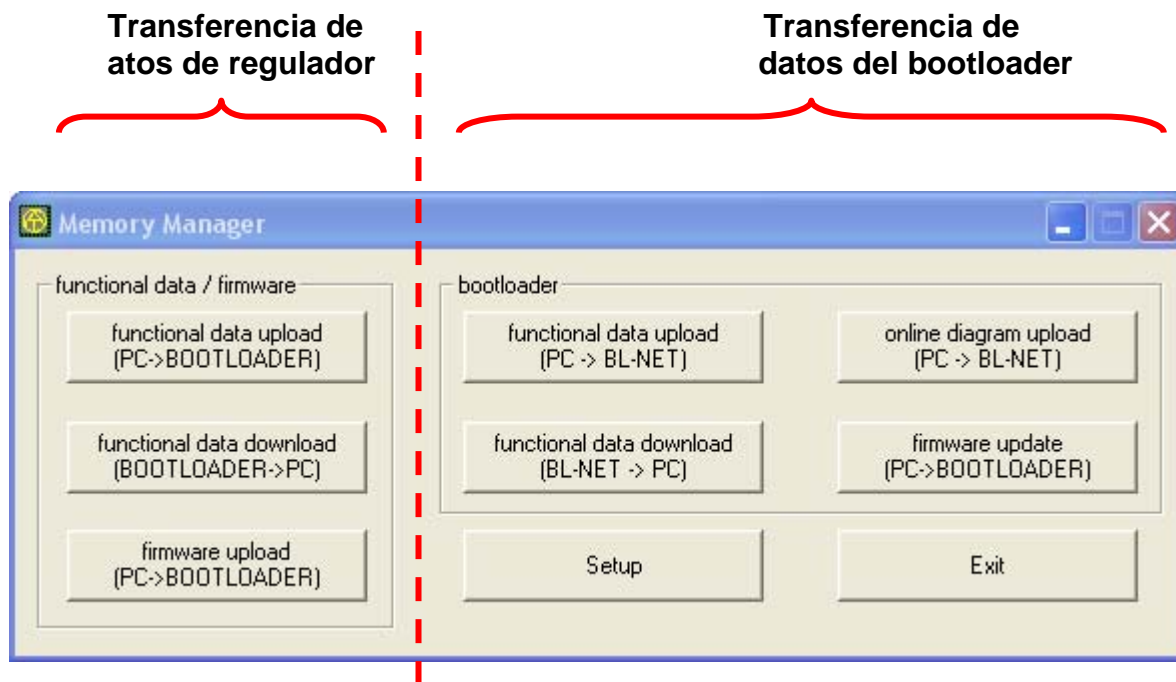 Transferencia de
atos de regulador
Transferencia de
datos del bootloader
Memory Manager
functional data / firmware
functional data upload
(PC->BOOTLOADER)
functional data download
(BOOTLOADER->PC)
firmware upload
(PC->BOOTLOADER)
bootloader
functional data upload
(PC -> BL-NET)
online diagram upload
(PC -> BL-NET)
functional data download
(BL-NET -> PC)
firmware update
(PC->BOOTLOADER)
Setup
Exit